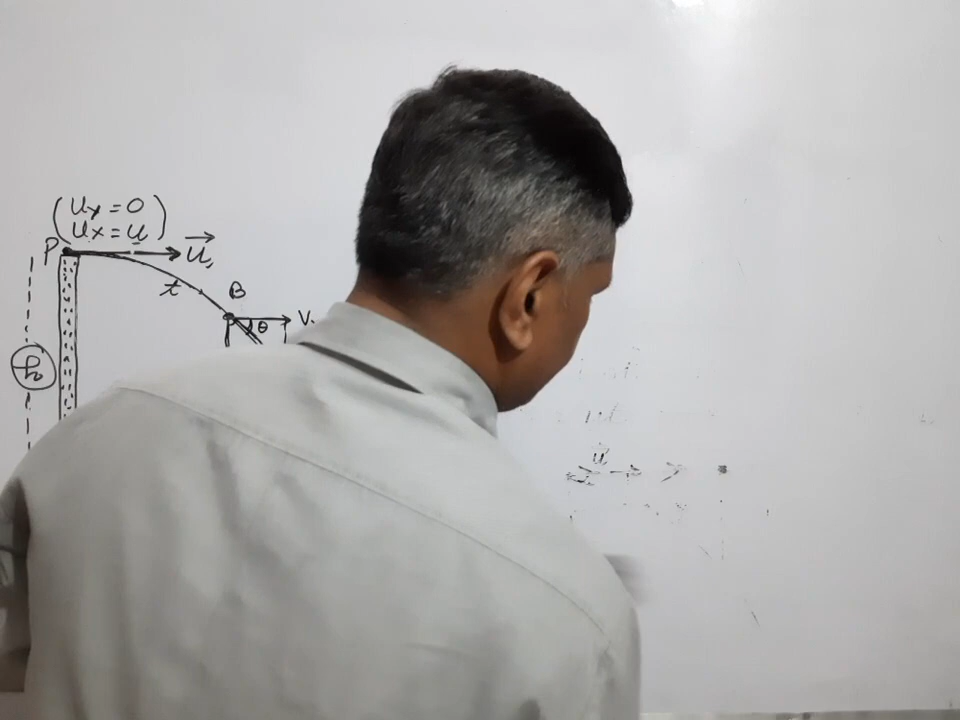 (Uy = 0
Ux = u)
P
u
t
B
θ
V
h